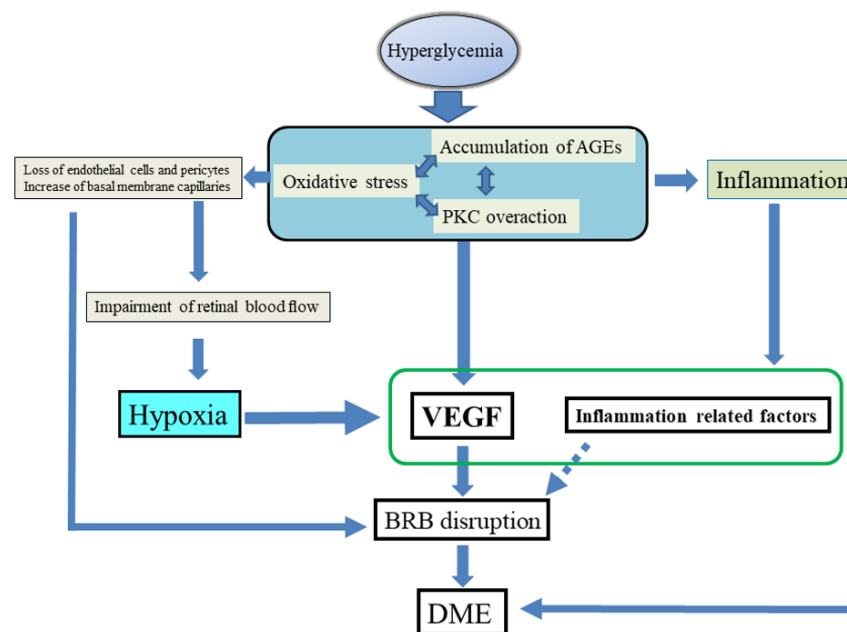 Hyperglycemia
Accumulation of AGEs
Loss of endothelial cells and pericytes
Increase of basal membrane capillaries
Oxidative stress
Inflammation
PKC overaction
Impairment of retinal blood flow
Hypoxia
VEGF
Inflammation related factors
BRB disruption
DME